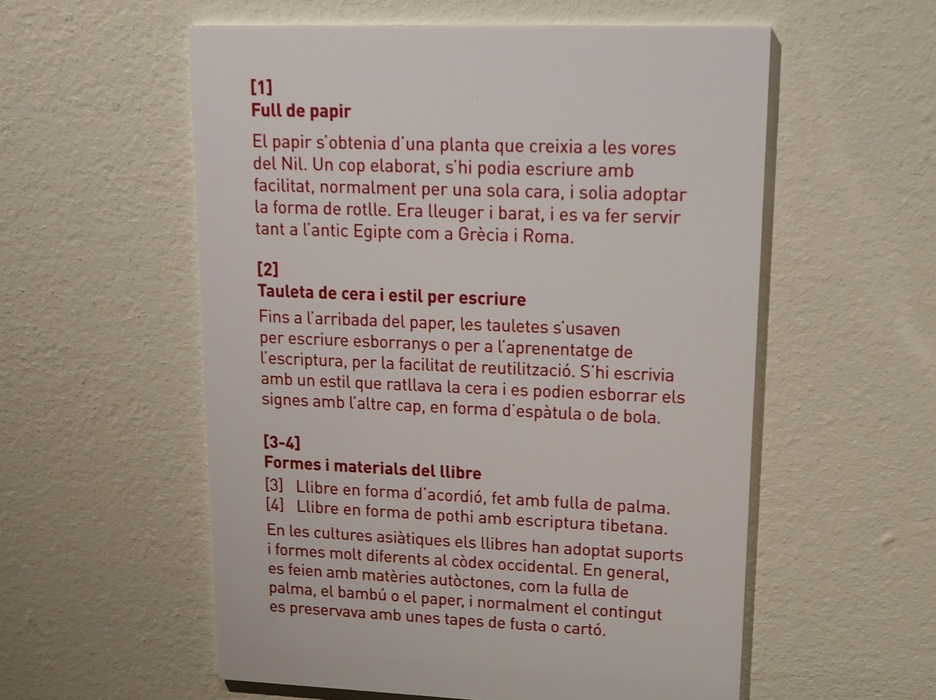 [1]
Full de papir
El papir s'obtenia d'una planta que creixia a les vores
del Nil. Un cop elaborat, s'hi podia escriure amb
facilitat, normalment per una sola cara, i solia adoptar
la forma de rotlle. Era lleuger i barat, i es va fer servir
tant a l'antic Egipte com a Grècia i Roma.
[2]
Tauleta de cera i estil per escriure
Fins a l'arribada del paper, les tauletes s'usaven
per escriure esborranys o per a l'aprenentatge de
l'escriptura, per la facilitat de reutilització. S'hi escrivia
amb un estil que ratllava la cera i es podien esborrar els
signes amb l'altre cap, en forma d'espàtula o de bola.
[3-4]
Formes i materials del llibre
[3] Llibre en forma d'acordió, fet amb fulla de palma.
[4] Llibre en forma de pothi amb escriptura tibetana.
En les cultures asiàtiques els llibres han adoptat suports
i formes molt diferents al còdex occidental. En general,
es feien amb matèries autòctones, com la fulla de
palma, el bambú o el paper, i normalment el contingut
es preservava amb unes tapes de fusta o cartó.